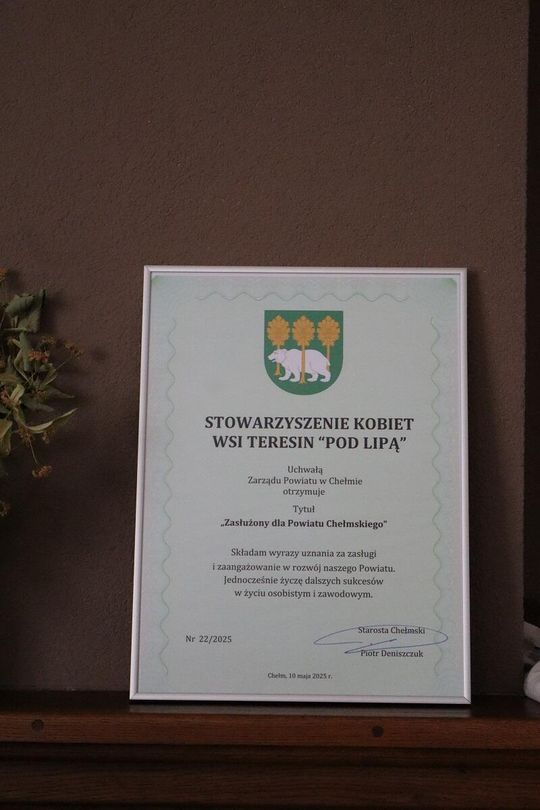 STOWARZYSZENIE KOBIET
WSI TERESIN “POD LIPĄ”
Uchwałą
Zarządu Powiatu w Chełmie
otrzymuje
Tytuł
„Zasłużony dla Powiatu Chełmskiego”
Składam wyrazy uznania za zasługi
i zaangażowanie w rozwój naszego Powiatu.
Jednocześnie życzę dalszych sukcesów
w życiu osobistym i zawodowym.
Starosta Chełmski
Nr 22/2025
Piotr Deniszczuk
Chełm, 10 maja 2025 r.